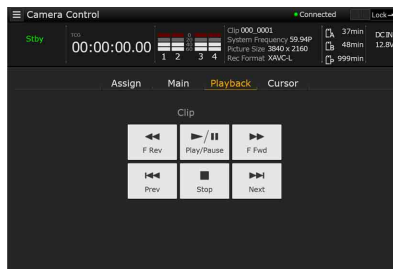 Camera Control
Connected
Lock
Stby
TCG
00:00:00.00
1 2 3 4
Clip 000_0001
System Frequency 59.94P
Picture Size 3840 x 2160
Rec Format XAVC-L
A 37min
B 48min
P 999min
DC IN
12.8V
Assign Main Playback Cursor
Clip
F Rev Play/Pause F Fwd
Prev Stop Next